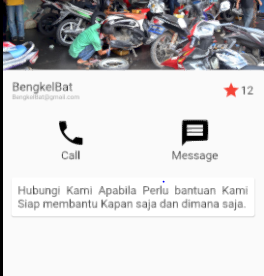 BengkelBat
BengkelBat@gmail.com
12
Call
Message
Hubungi Kami Apabila Perlu bantuan Kami
Siap membantu Kapan saja dan dimana saja.